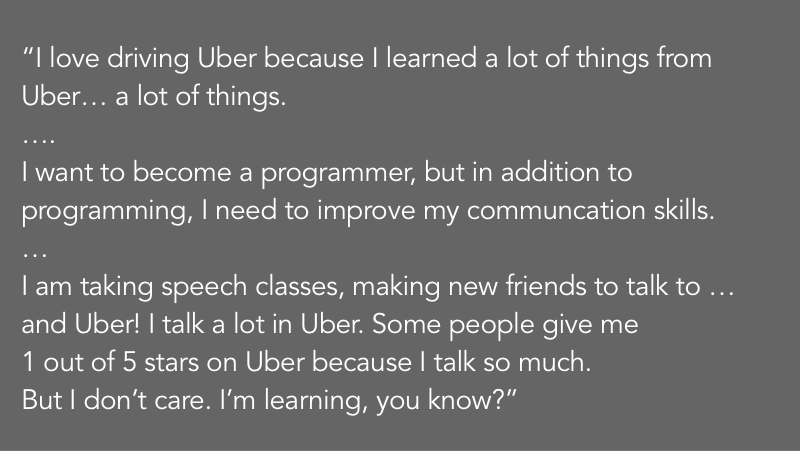 “I love driving Uber because I learned a lot of things from
Uber… a lot of things.
….
I want to become a programmer, but in addition to
programming, I need to improve my communcation skills.
…
I am taking speech classes, making new friends to talk to …
and Uber! I talk a lot in Uber. Some people give me
1 out of 5 stars on Uber because I talk so much.
But I don’t care. I’m learning, you know?”